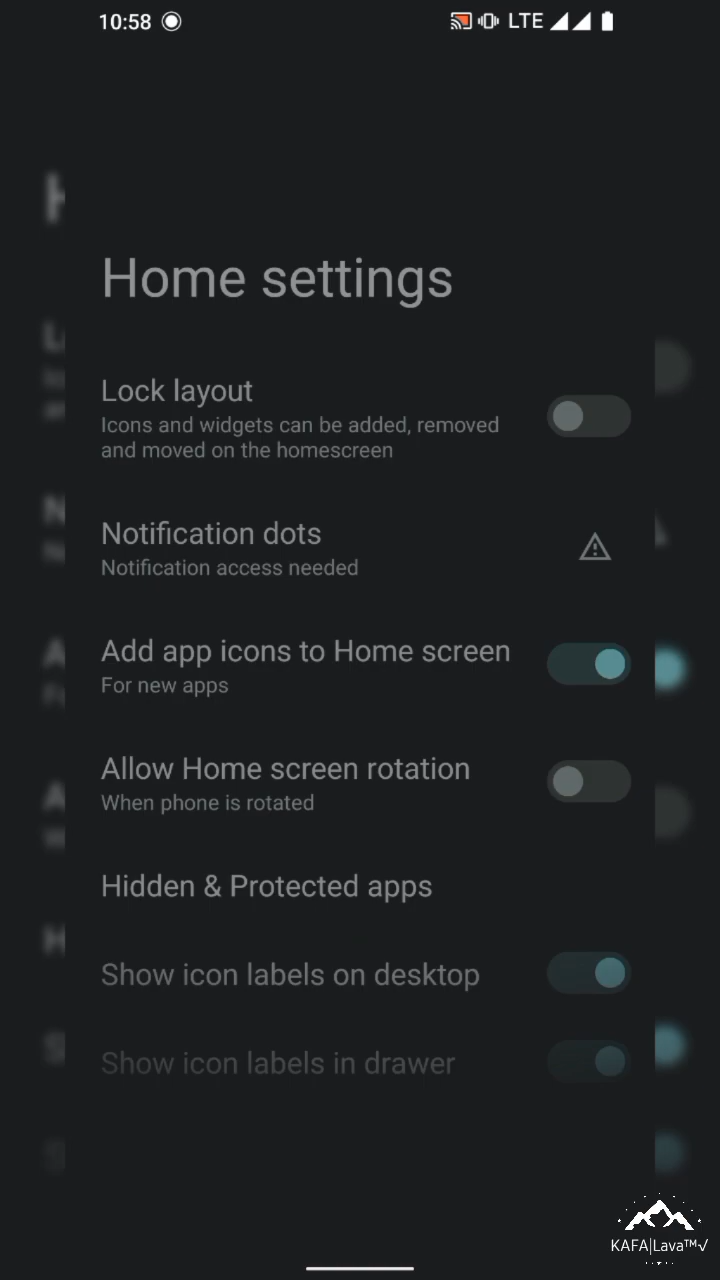 10:58
LTE
Home settings
Lock layout
Icons and widgets can be added, removed
and moved on the homescreen
Notification dots
Notification access needed
Add app icons to Home screen
For new apps
Allow Home screen rotation
When phone is rotated
Hidden & Protected apps
Show icon labels on desktop
Show icon labels in drawer
KAFA|Lava™√